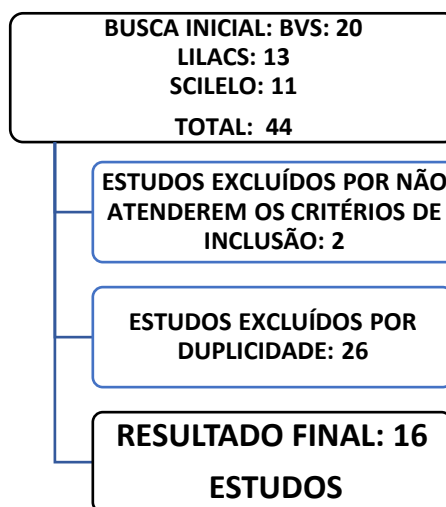 BUSCA INICIAL: BVS: 20
LILACS: 13
SCILELO: 11
TOTAL: 44
ESTUDOS EXCLUÍDOS POR NÃO
ATENDEREM OS CRITÉRIOS DE
INCLUSÃO: 2
ESTUDOS EXCLUÍDOS POR
DUPLICIDADE: 26
RESULTADO FINAL: 16
ESTUDOS